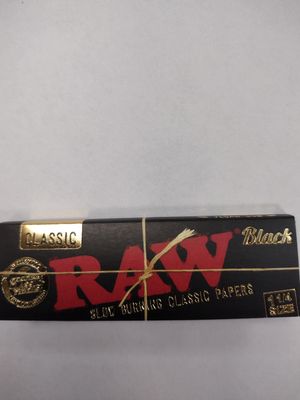 CLASSIC
Black
RAW
SLOW BURNING CLASSIC PAPERS
1 1/4
SIZE